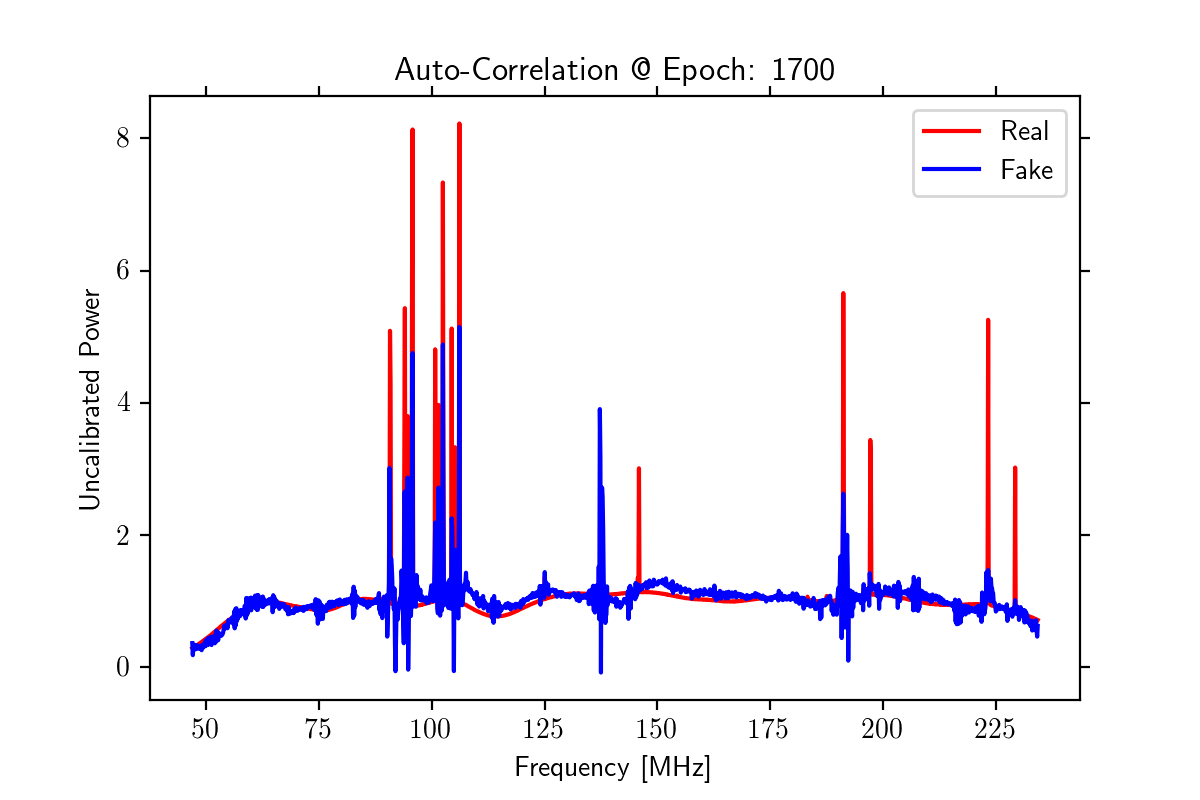 Auto-Correlation @ Epoch: 1700
Real
Fake
8
6
4
2
0
Uncalibrated Power
50 75 100 125 150 175 200 225
Frequency [MHz]